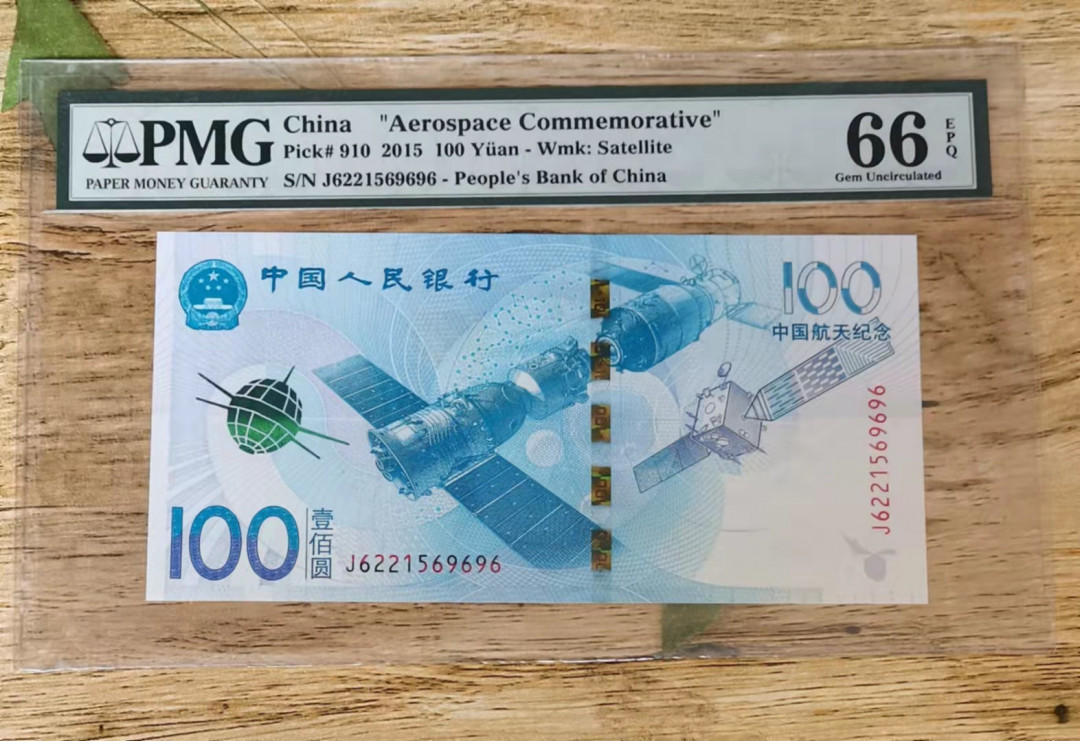 PMG
PAPER MONEY GUARANTY
China "Aerospace Commemorative"
Pick# 910 2015 100 Yüan - Wmk: Satellite
S/N J6221569696 - People's Bank of China
66
EPQ
Gem Uncirculated
中国人民银行
100
中国航天纪念
J6221569696
100
壹佰圆
J6221569696